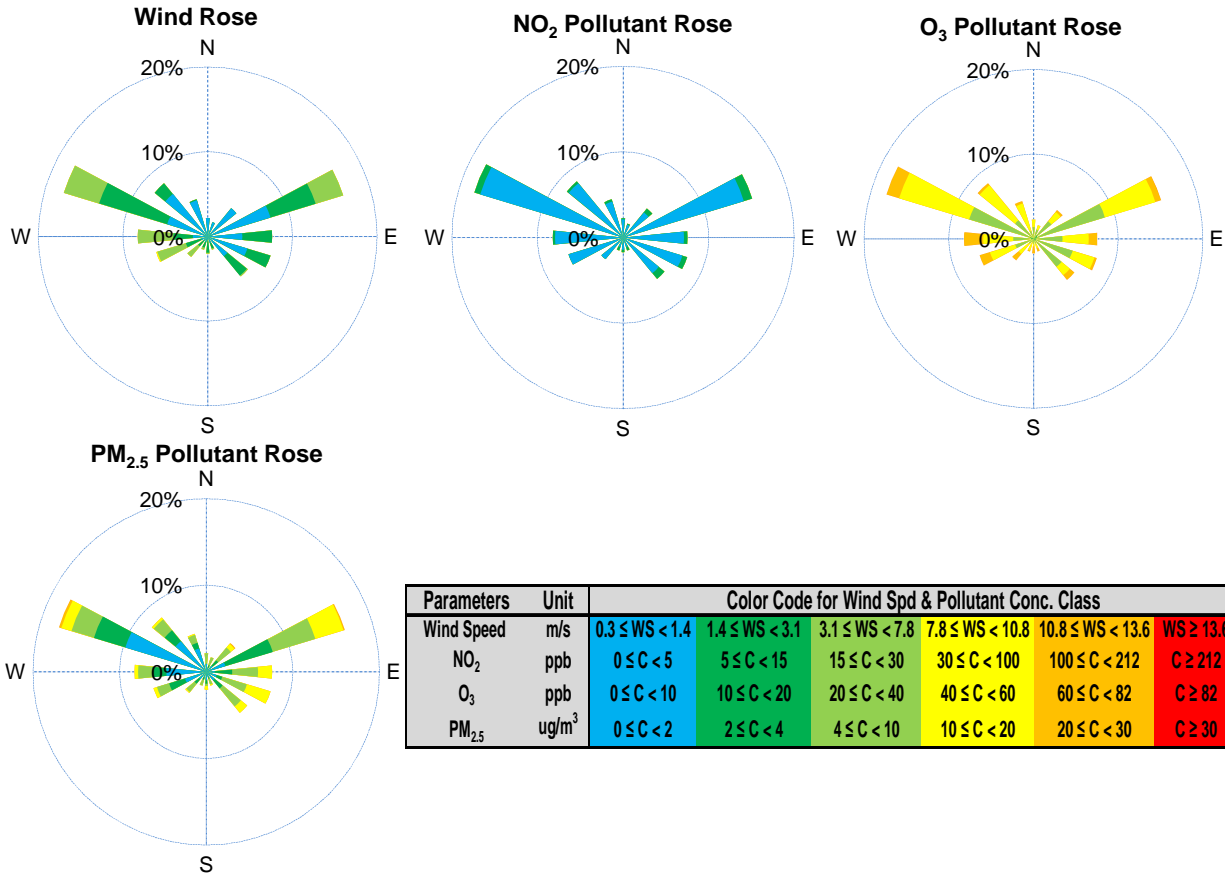 Wind Rose
N
20%
10%
W
0%
E
S
NO₂ Pollutant Rose
N
20%
10%
W
0%
E
S
O₃ Pollutant Rose
N
20%
10%
W
0%
E
S
PM₂.₅ Pollutant Rose
N
20%
10%
W
0%
E
S
Parameters Unit Color Code for Wind Spd & Pollutant Conc. Class
Wind Speed m/s 0.3 ≤ WS < 1.4 1.4 ≤ WS < 3.1 3.1 ≤ WS < 7.8 7.8 ≤ WS < 10.8 10.8 ≤ WS < 13.6 WS ≥ 13.6
NO₂ ppb 0 ≤ C < 5 5 ≤ C < 15 15 ≤ C < 30 30 ≤ C < 100 100 ≤ C < 212 C ≥ 212
O₃ ppb 0 ≤ C < 10 10 ≤ C < 20 20 ≤ C < 40 40 ≤ C < 60 60 ≤ C < 82 C ≥ 82
PM₂.₅ ug/m³ 0 ≤ C < 2 2 ≤ C < 4 4 ≤ C < 10 10 ≤ C < 20 20 ≤ C < 30 C ≥ 30